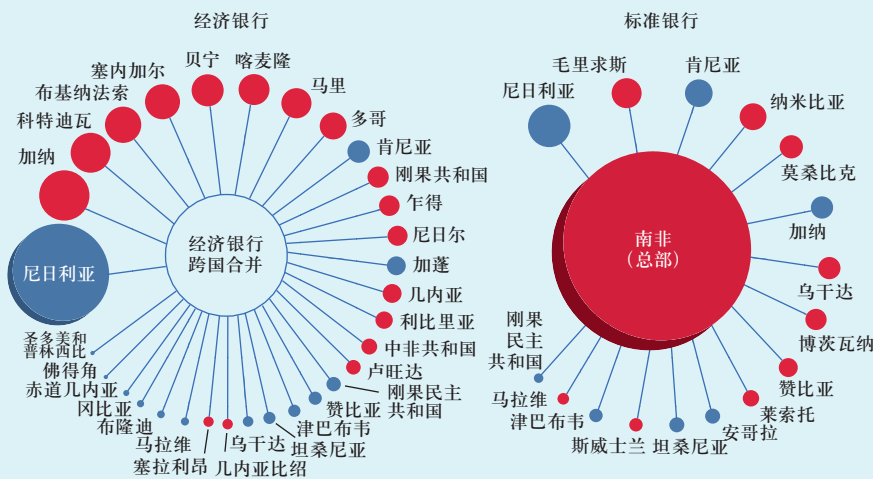 经济银行
尼日利亚
加纳
科特迪瓦
布基纳法索
塞内加尔
贝宁
喀麦隆
马里
多哥
肯尼亚
刚果共和国
乍得
尼日尔
加蓬
几内亚
利比里亚
中非共和国
卢旺达
刚果民主
共和国
赞比亚
津巴布韦
坦桑尼亚
乌干达
几内亚比绍
塞拉利昂
马拉维
布隆迪
冈比亚
赤道几内亚
佛得角
圣多美和
普林西比
经济银行
跨国合并
标准银行
尼日利亚
毛里求斯
肯尼亚
纳米比亚
莫桑比克
加纳
乌干达
博茨瓦纳
赞比亚
莱索托
安哥拉
坦桑尼亚
斯威士兰
津巴布韦
马拉维
刚果
民主
共和国
南非
（总部）